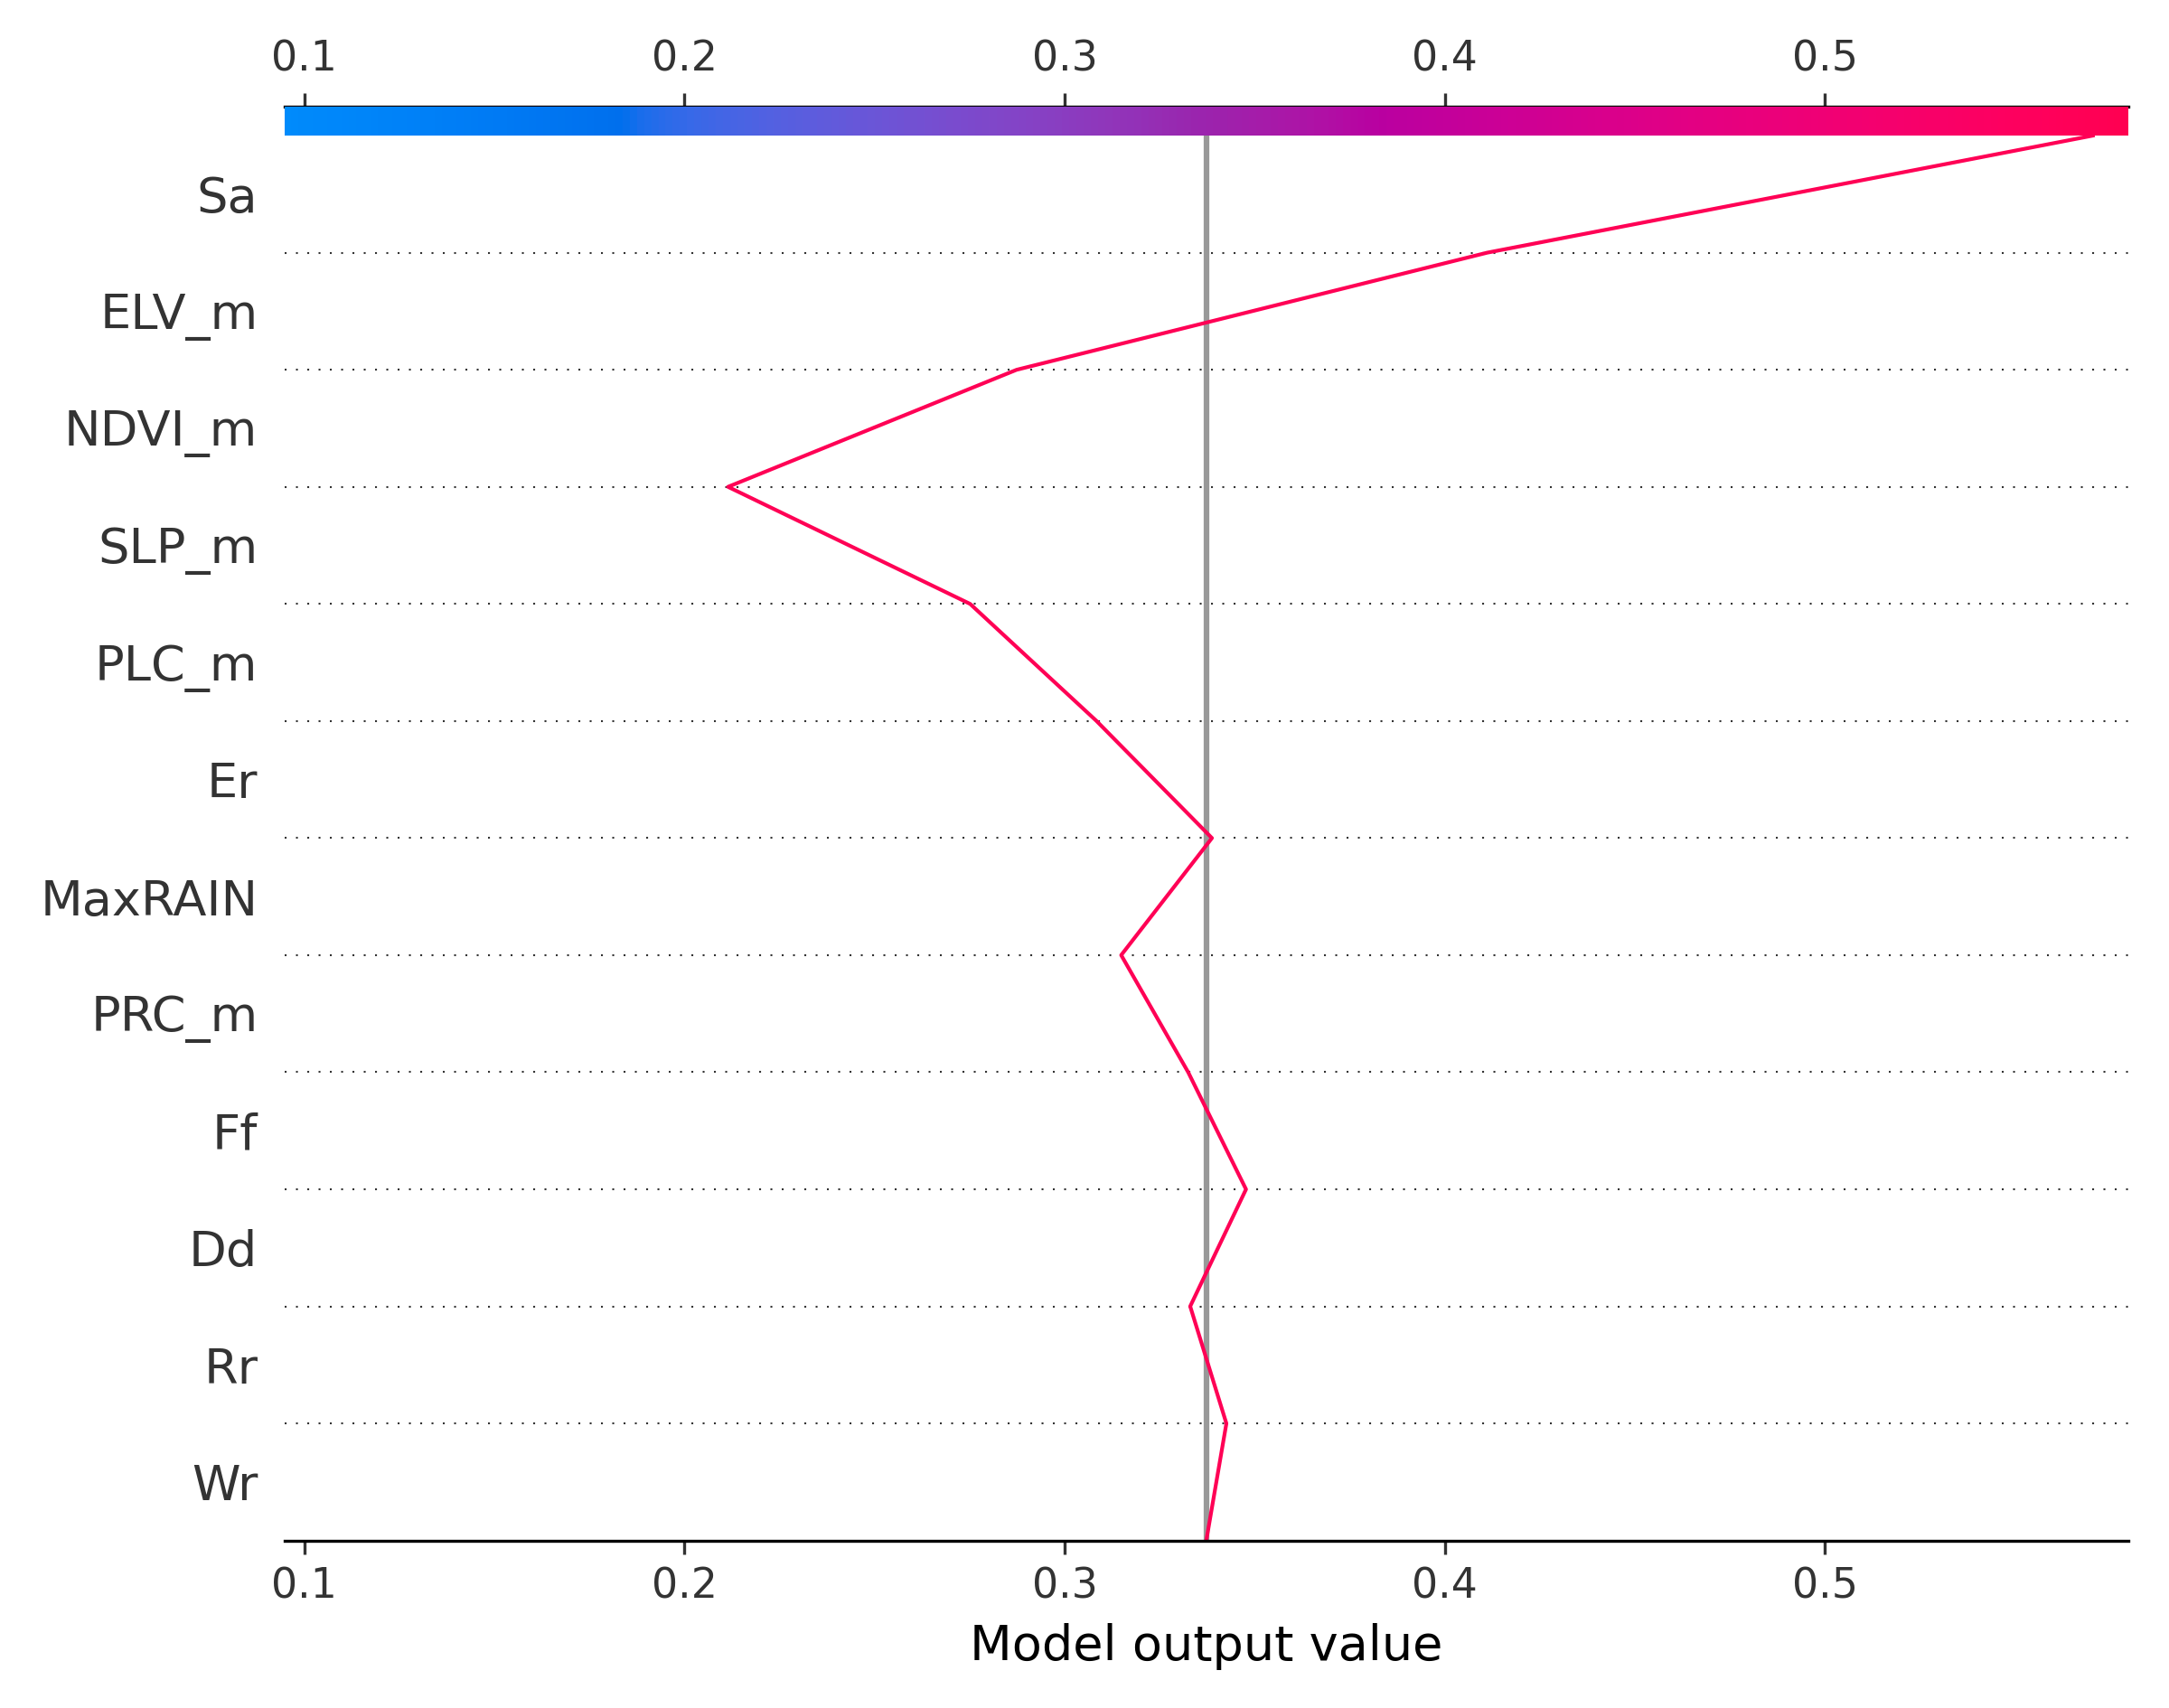 0.1 0.2 0.3 0.4 0.5
Sa
ELV_m
NDVI_m
SLP_m
PLC_m
Er
MaxRAIN
PRC_m
Ff
Dd
Rr
Wr
0.1 0.2 0.3 0.4 0.5
Model output value